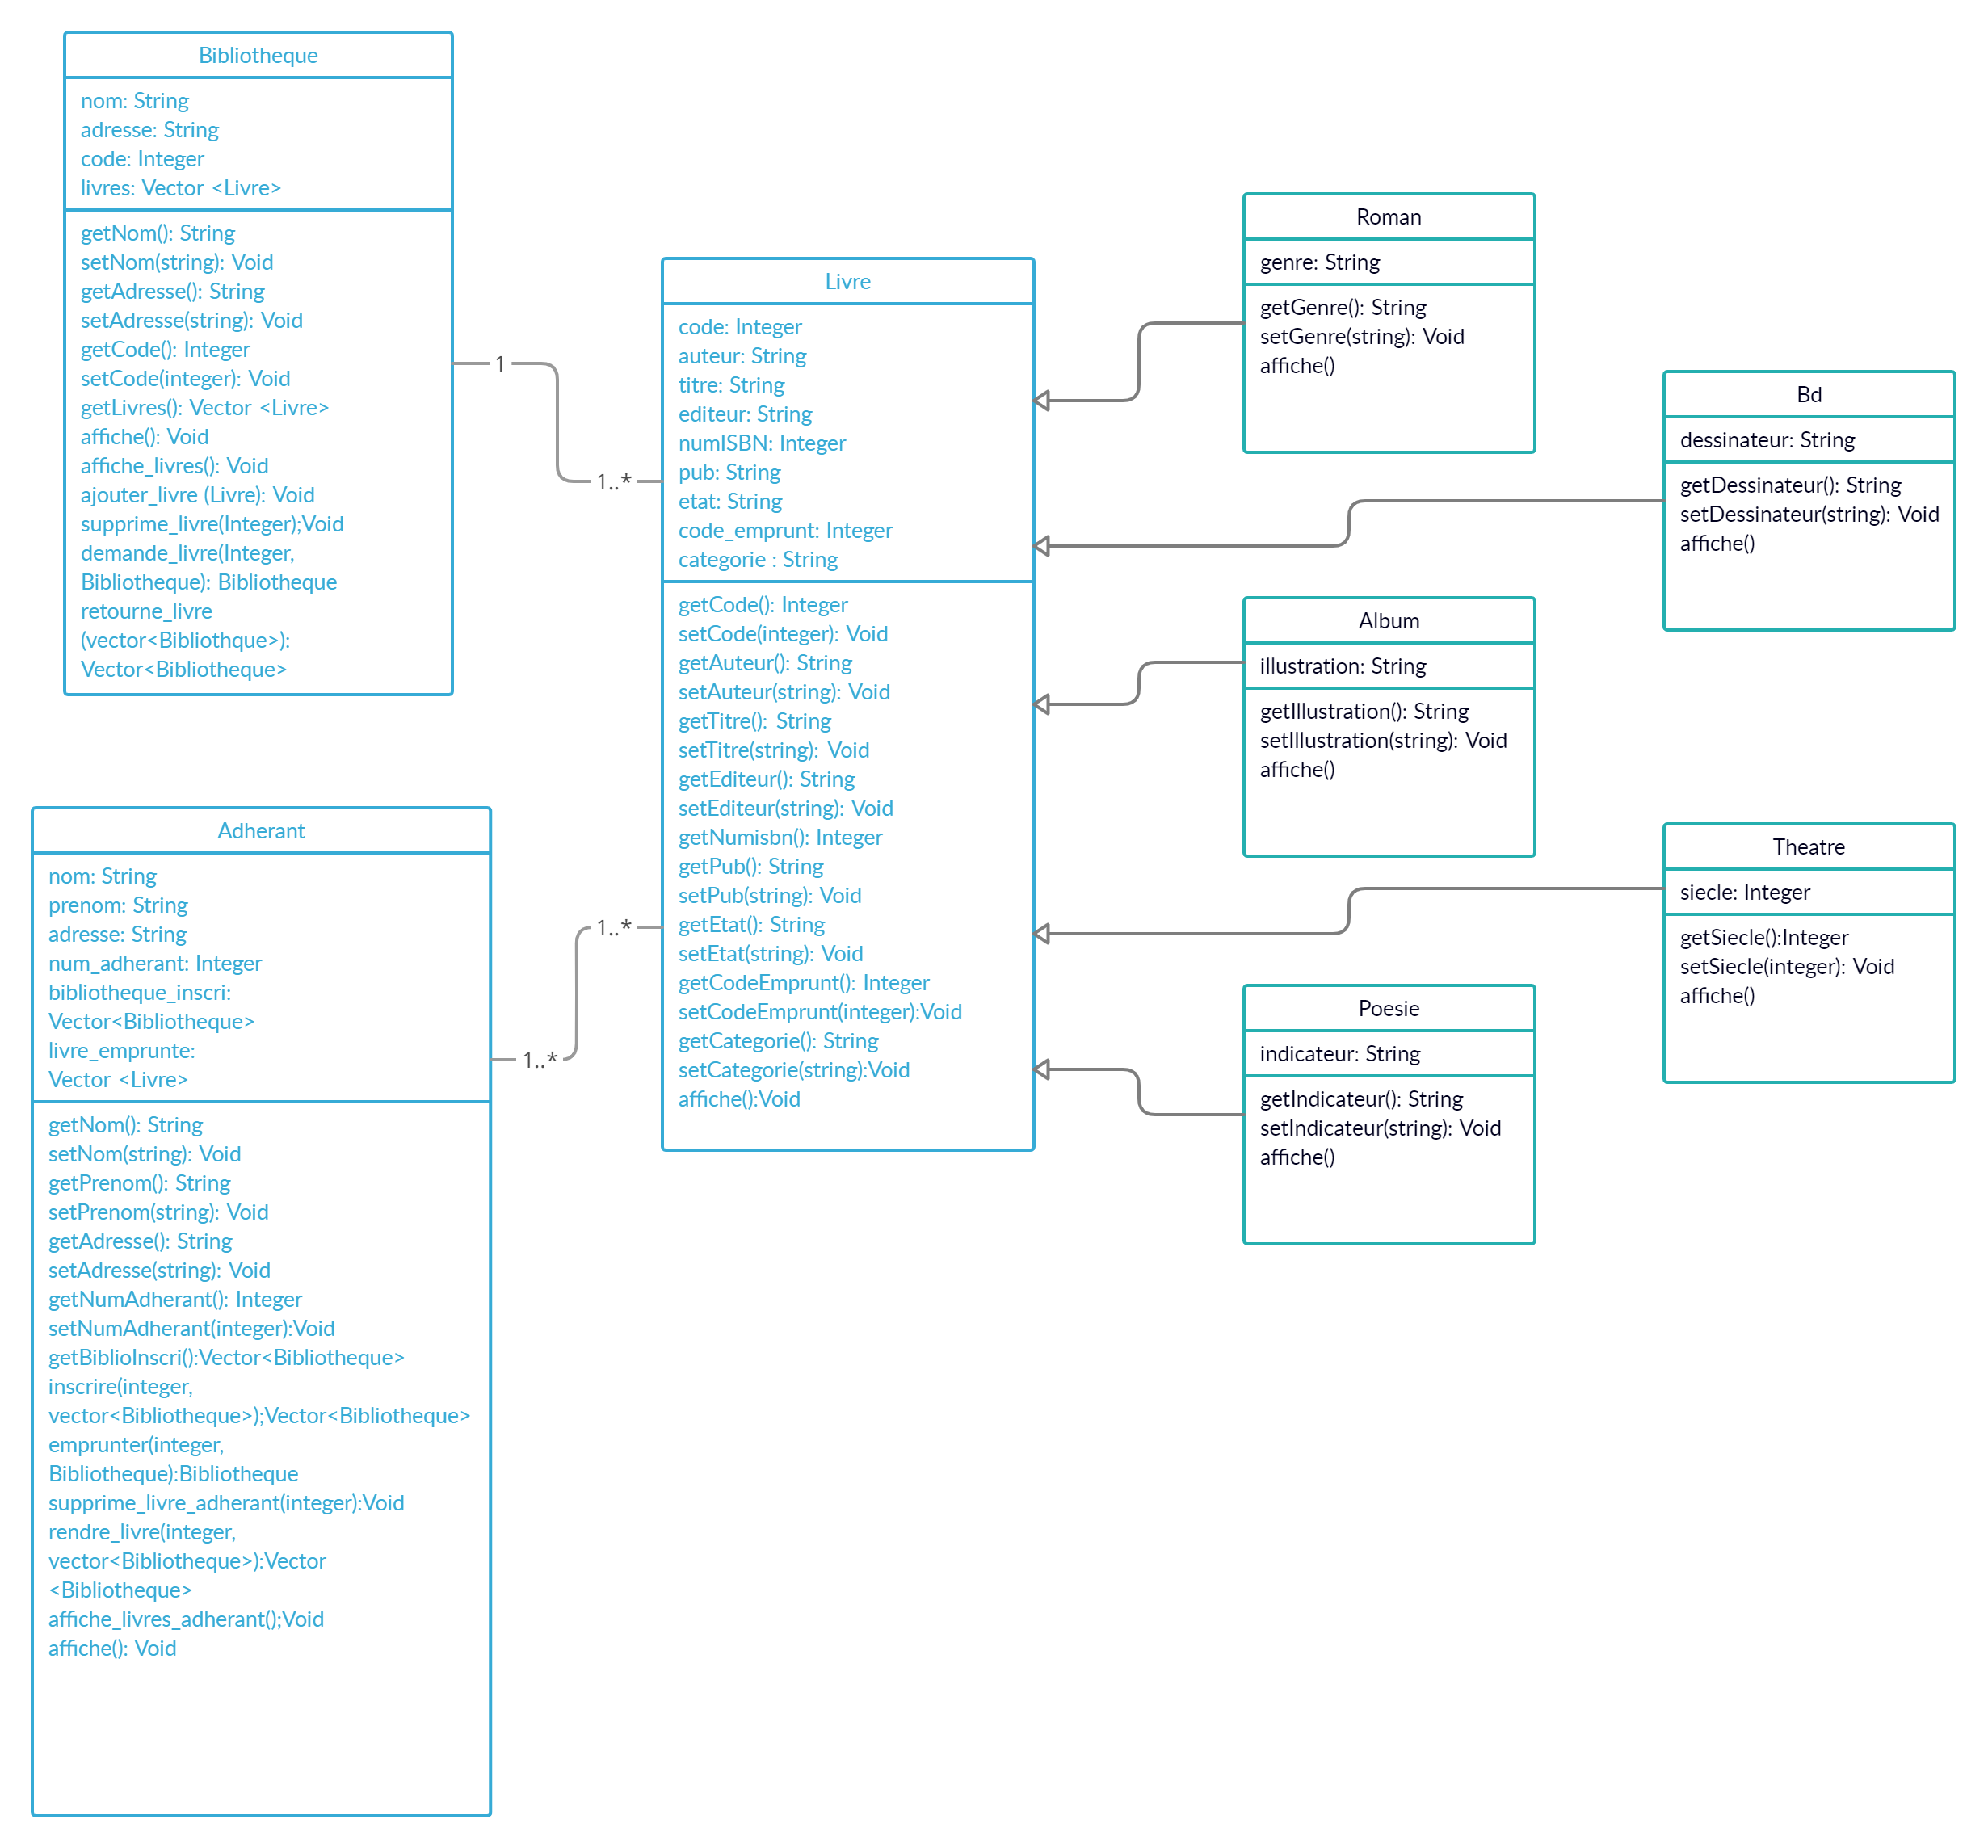 Bibliotheque
nom: String
adresse: String
code: Integer
livres: Vector <Livre>
getNom(): String
setNom(string): Void
getAdresse(): String
setAdresse(string): Void
getCode(): Integer
setCode(integer): Void
getLivres(): Vector <Livre>
affiche(): Void
affiche_livres(): Void
ajouter_livre (Livre): Void
supprime_livre(Integer);Void
demande_livre(Integer,
Bibliotheque): Bibliotheque
retourne_livre
(vector<Bibliothque>):
Vector<Bibliotheque>
1
1..*
Adherant
nom: String
prenom: String
adresse: String
num_adherant: Integer
bibliotheque_inscri:
Vector<Bibliotheque>
livre_emprunte:
Vector <Livre>
getNom(): String
setNom(string): Void
getPrenom(): String
setPrenom(string): Void
getAdresse(): String
setAdresse(string): Void
getNumAdherant(): Integer
setNumAdherant(integer):Void
getBiblioInscri():Vector<Bibliotheque>
inscrire(integer,
vector<Bibliotheque>);Vector<Bibliotheque>
emprunter(integer,
Bibliotheque):Bibliotheque
supprime_livre_adherant(integer):Void
rendre_livre(integer,
vector<Bibliotheque>):Vector
<Bibliotheque>
affiche_livres_adherant();Void
affiche(): Void
1..*
1..*
Livre
code: Integer
auteur: String
titre: String
editeur: String
numISBN: Integer
pub: String
etat: String
code_emprunt: Integer
categorie : String
getCode(): Integer
setCode(integer): Void
getAuteur(): String
setAuteur(string): Void
getTitre(): String
setTitre(string): Void
getEditeur(): String
setEditeur(string): Void
getNumisbn(): Integer
getPub(): String
setPub(string): Void
getEtat(): String
setEtat(string): Void
getCodeEmprunt(): Integer
setCodeEmprunt(integer):Void
getCategorie(): String
setCategorie(string):Void
affiche():Void
Roman
genre: String
getGenre(): String
setGenre(string): Void
affiche()
Bd
dessinateur: String
getDessinateur(): String
setDessinateur(string): Void
affiche()
Album
illustration: String
getIllustration(): String
setIllustration(string): Void
affiche()
Theatre
siecle: Integer
getSiecle():Integer
setSiecle(integer): Void
affiche()
Poesie
indicateur: String
getIndicateur(): String
setIndicateur(string): Void
affiche()